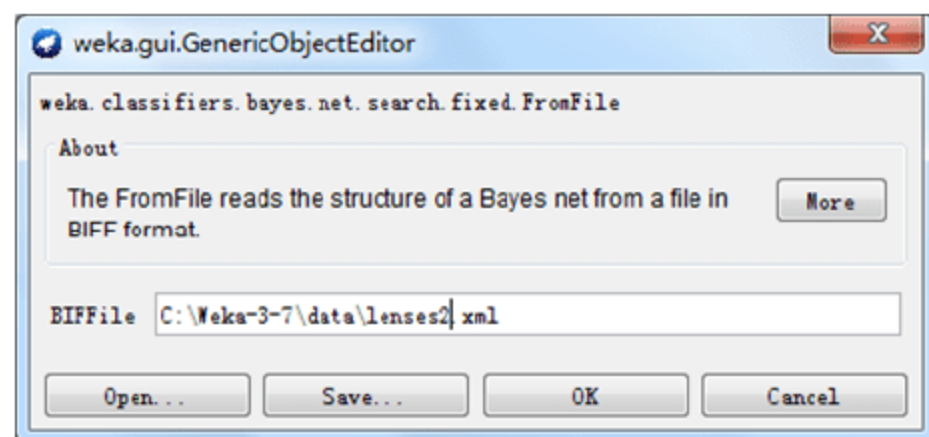 weka.gui.GenericObjectEditor
weka.classifiers.bayes.net.search.fixed.FromFile
About
The FromFile reads the structure of a Bayes net from a file in
BIFF format.
More
BIFFile C:\Weka-3-7\data\lenses2.xml
Open... Save... OK Cancel